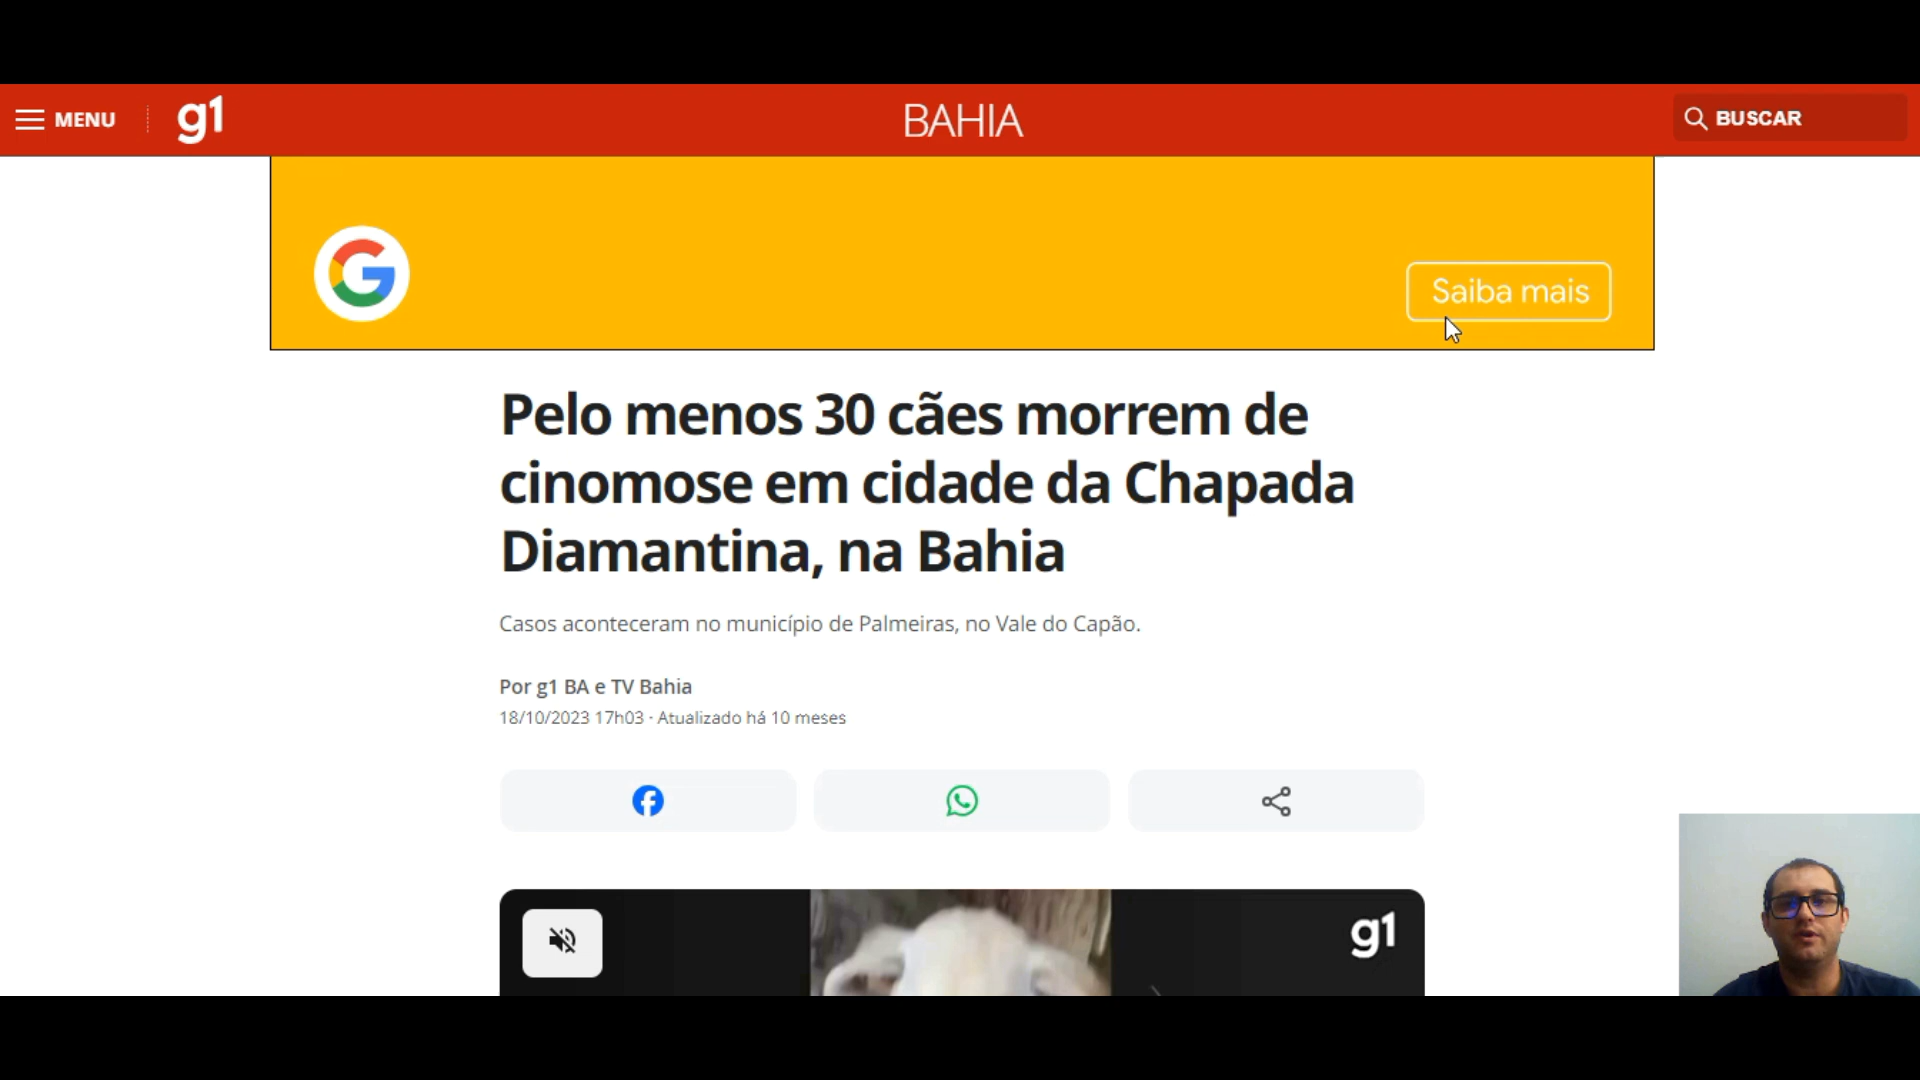 MENU g1 BAHIA BUSCAR
G
Saiba mais
Pelo menos 30 cães morrem de
cinomose em cidade da Chapada
Diamantina, na Bahia
Casos aconteceram no município de Palmeiras, no Vale do Capão.
Por g1 BA e TV Bahia
18/10/2023 17h03 · Atualizado há 10 meses
g1